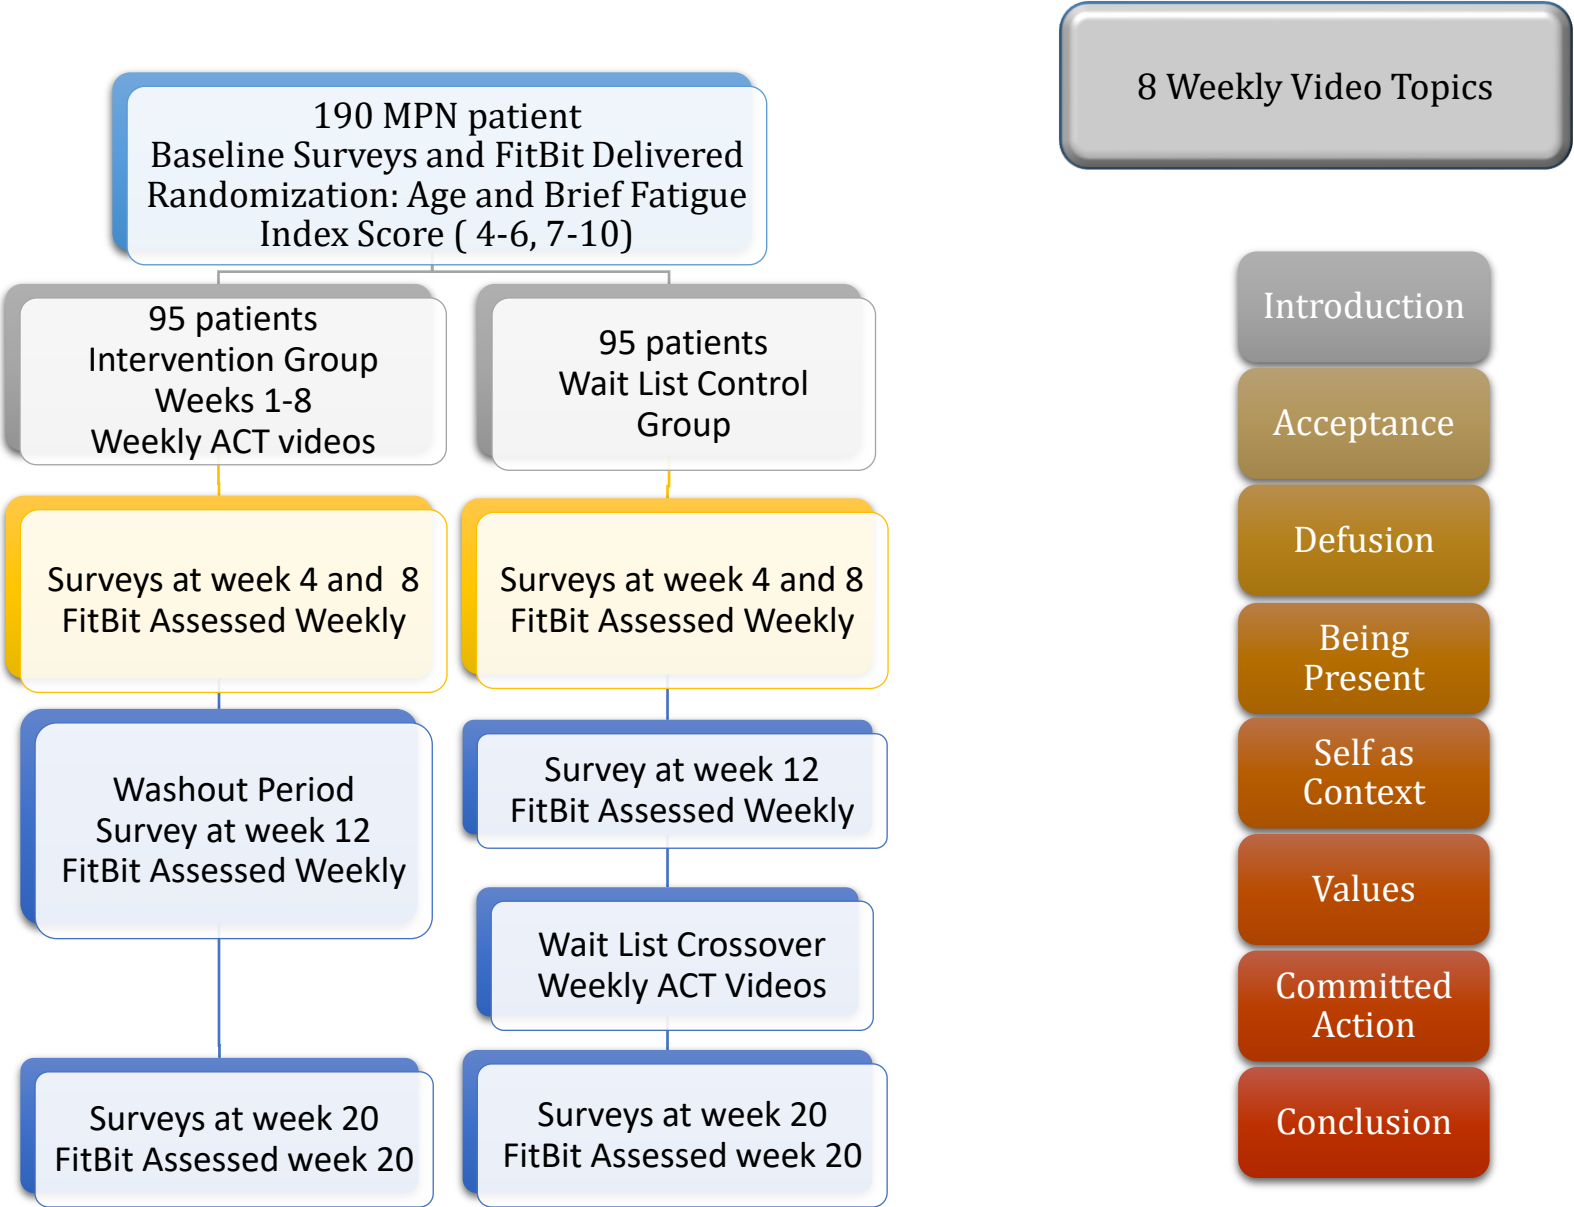 190 MPN patient
Baseline Surveys and FitBit Delivered
Randomization: Age and Brief Fatigue
Index Score ( 4-6, 7-10)
95 patients
Intervention Group
Weeks 1-8
Weekly ACT videos
95 patients
Wait List Control
Group
Surveys at week 4 and  8
FitBit Assessed Weekly
Surveys at week 4 and 8
FitBit Assessed Weekly
Washout Period
Survey at week 12
FitBit Assessed Weekly
Survey at week 12
FitBit Assessed Weekly
Wait List Crossover
Weekly ACT Videos
Surveys at week 20
FitBit Assessed week 20
Surveys at week 20
FitBit Assessed week 20
8 Weekly Video Topics
Introduction
Acceptance
Defusion
Being
Present
Self as
Context
Values
Committed
Action
Conclusion